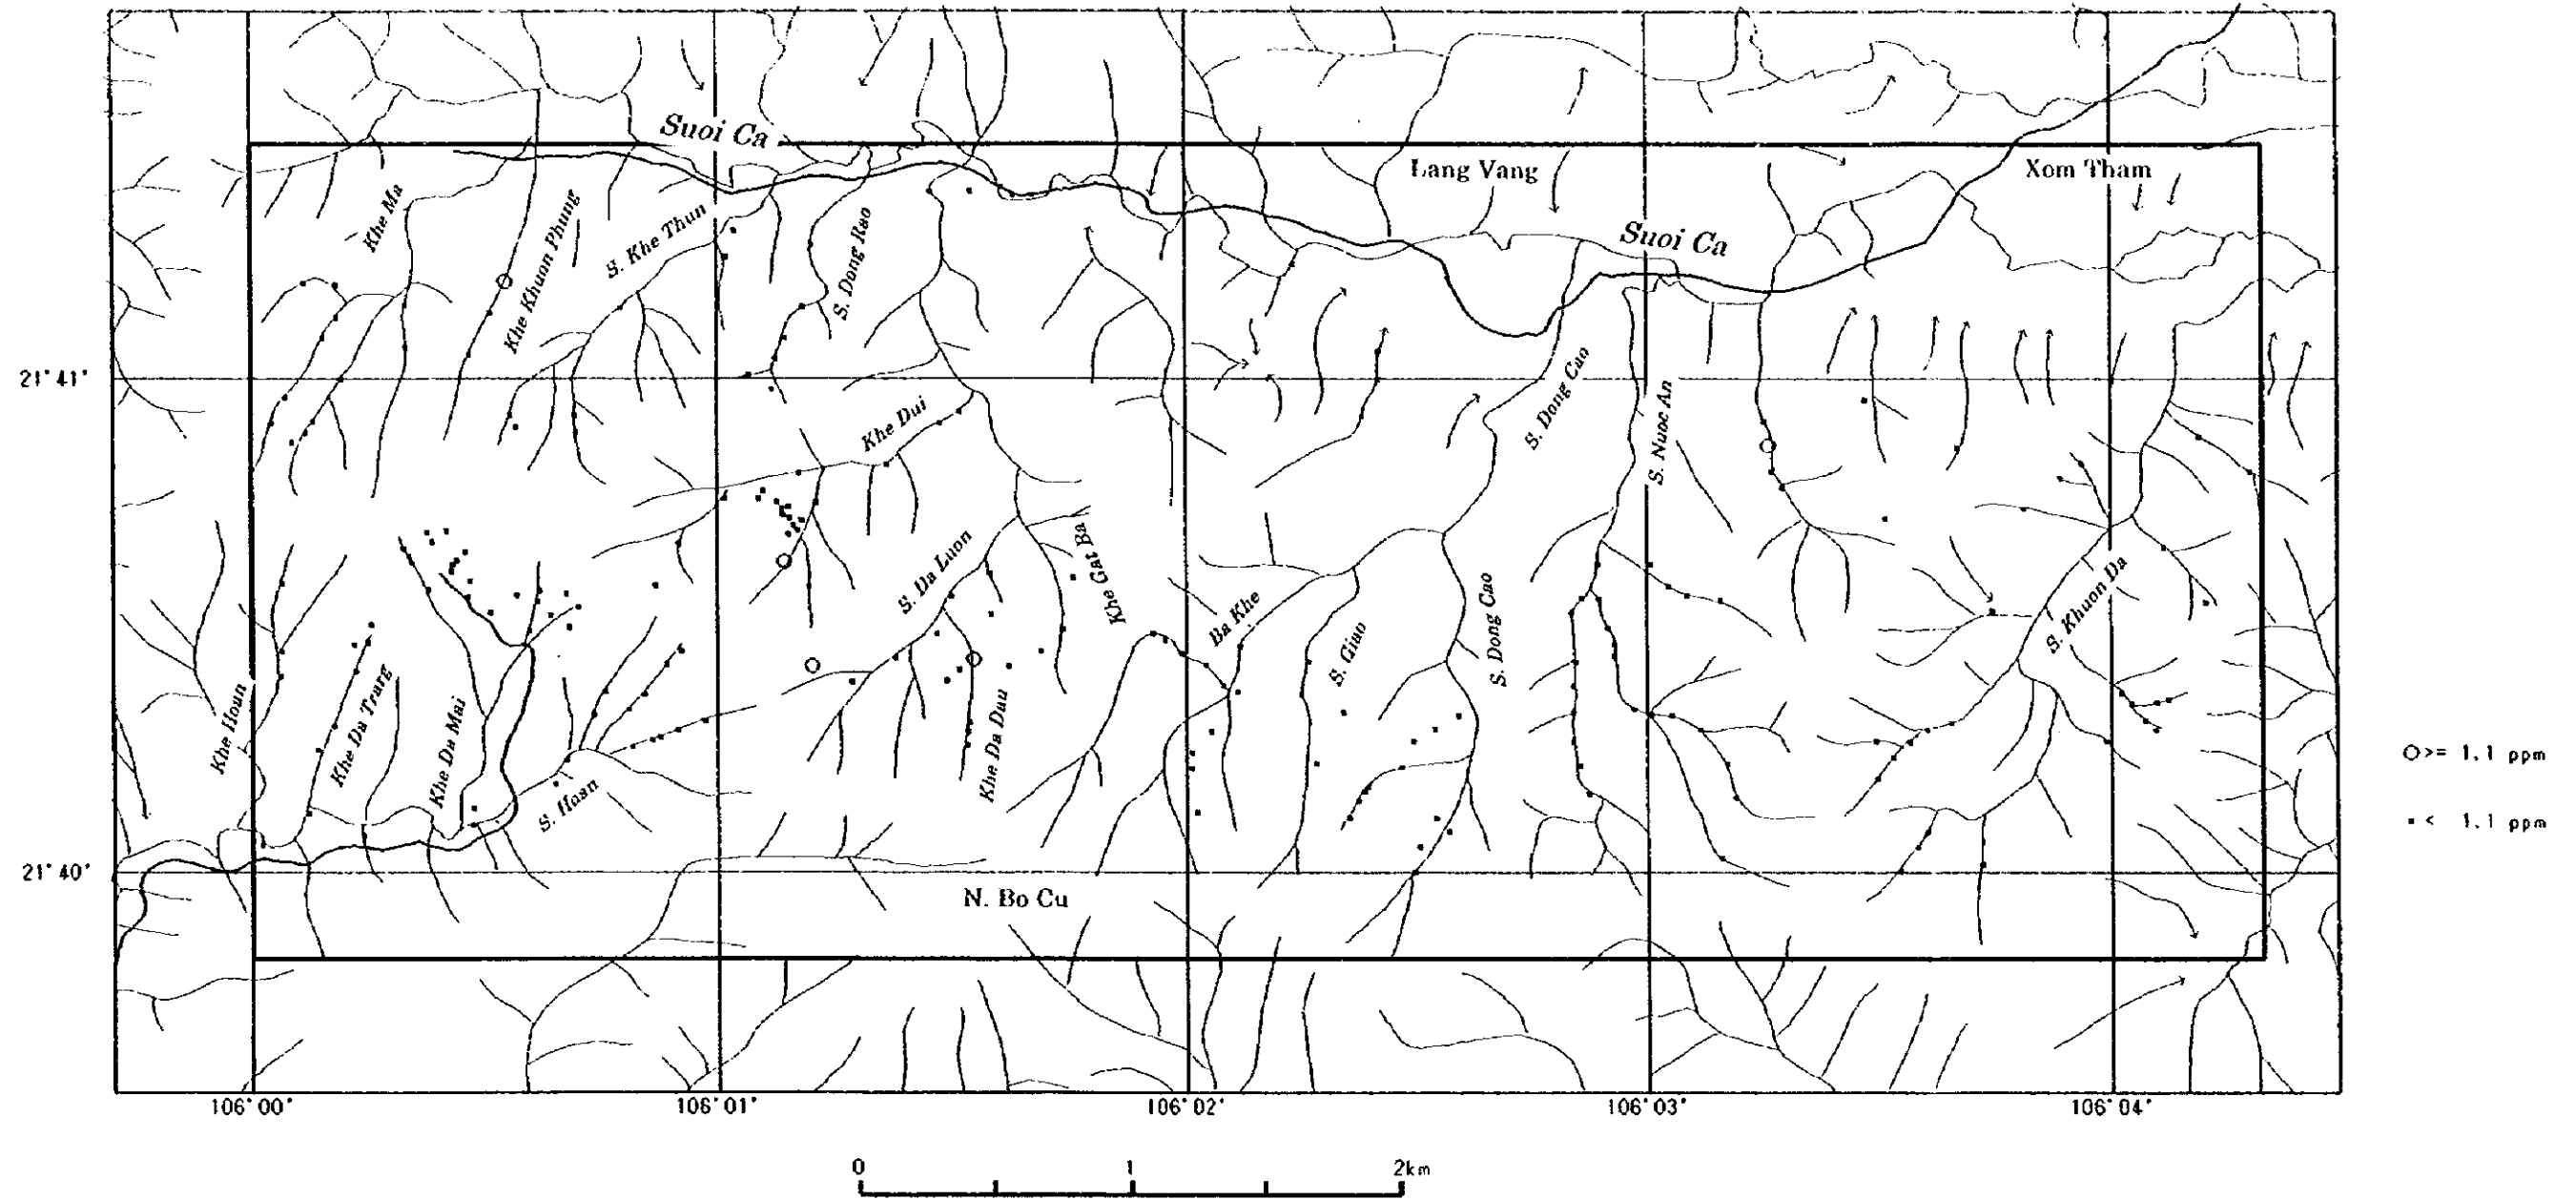 Suoi Ca
Lang Vang
Xom Tham
Khe Ma
Khe Khuon Phung
S. Khe Thun
S. Dong Rao
Suoi Ca
21°41'
Khe Dui
S. Dong Cao
S. Nuoc An
S. Da Luon
Khe Gat Ba
Ba Khe
S. Giao
S. Dong Cao
S. Khuon Da
Khe Houn
Khe Da Trarg
Khe Da Mai
S. Hoan
Khe Da Dau
O>= 1.1 ppm
▪< 1.1 ppm
21°40'
N. Bo Cu
106°00' 106°01' 106°02' 106°03' 106°04'
0 1 2km